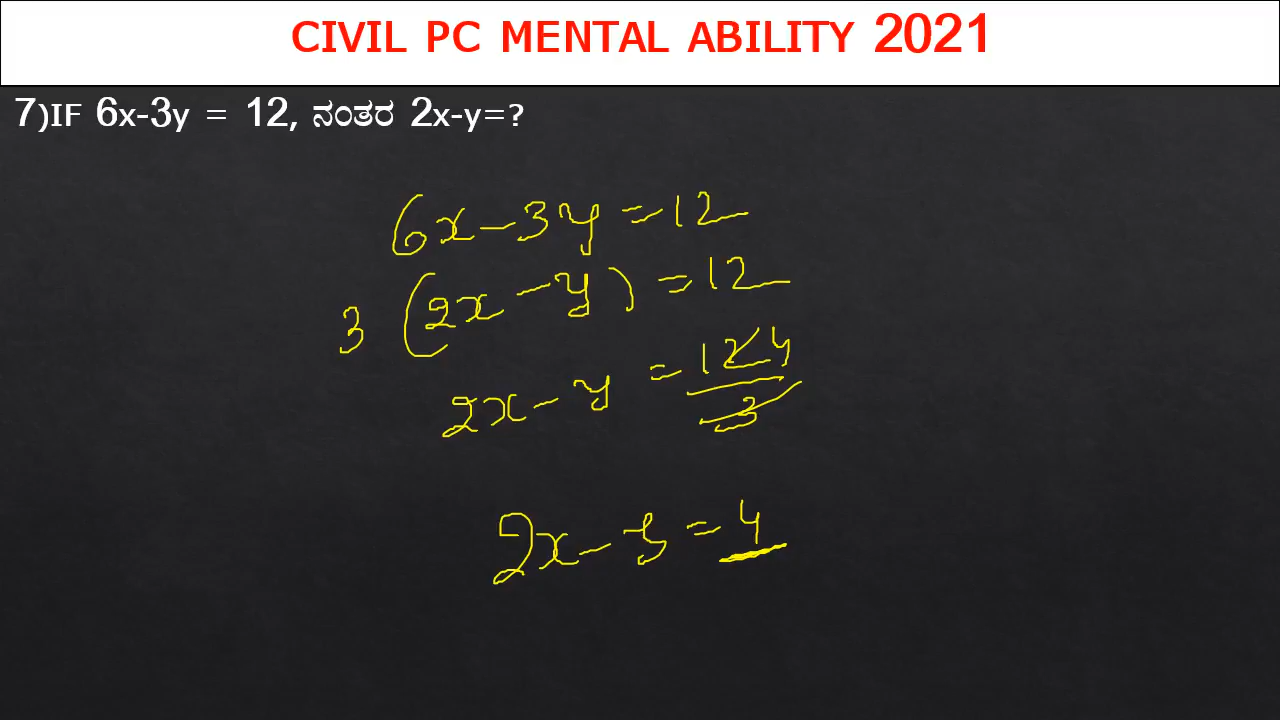 CIVIL PC MENTAL ABILITY 2021
7)IF 6x-3y = 12, ನಂತರ 2x-y=?
6x-3y=12
3 (2x-y) =12
2x-y = 12 4
3
2x-y=4